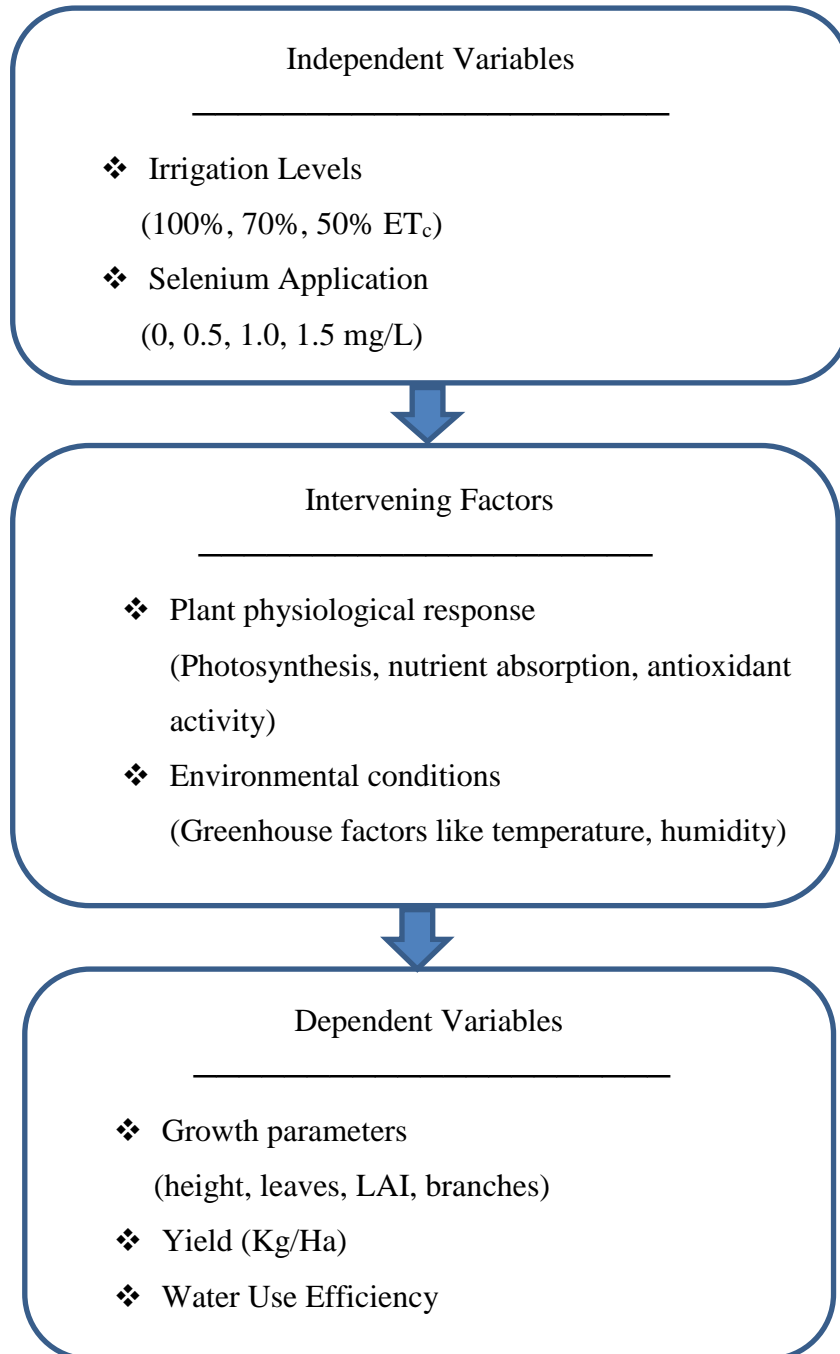 Independent Variables
❖ Irrigation Levels
(100%, 70%, 50% ETc)
❖ Selenium Application
(0, 0.5, 1.0, 1.5 mg/L)
Intervening Factors
❖ Plant physiological response
(Photosynthesis, nutrient absorption, antioxidant
activity)
❖ Environmental conditions
(Greenhouse factors like temperature, humidity)
Dependent Variables
❖ Growth parameters
(height, leaves, LAI, branches)
❖ Yield (Kg/Ha)
❖ Water Use Efficiency